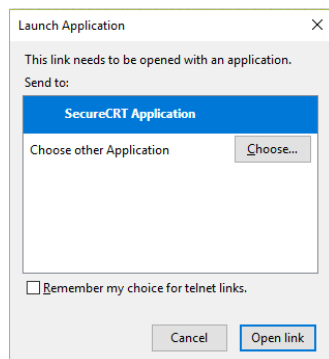 Launch Application
This link needs to be opened with an application.
Send to:
SecureCRT Application
Choose other Application
Choose...
Remember my choice for telnet links.
Cancel
Open link